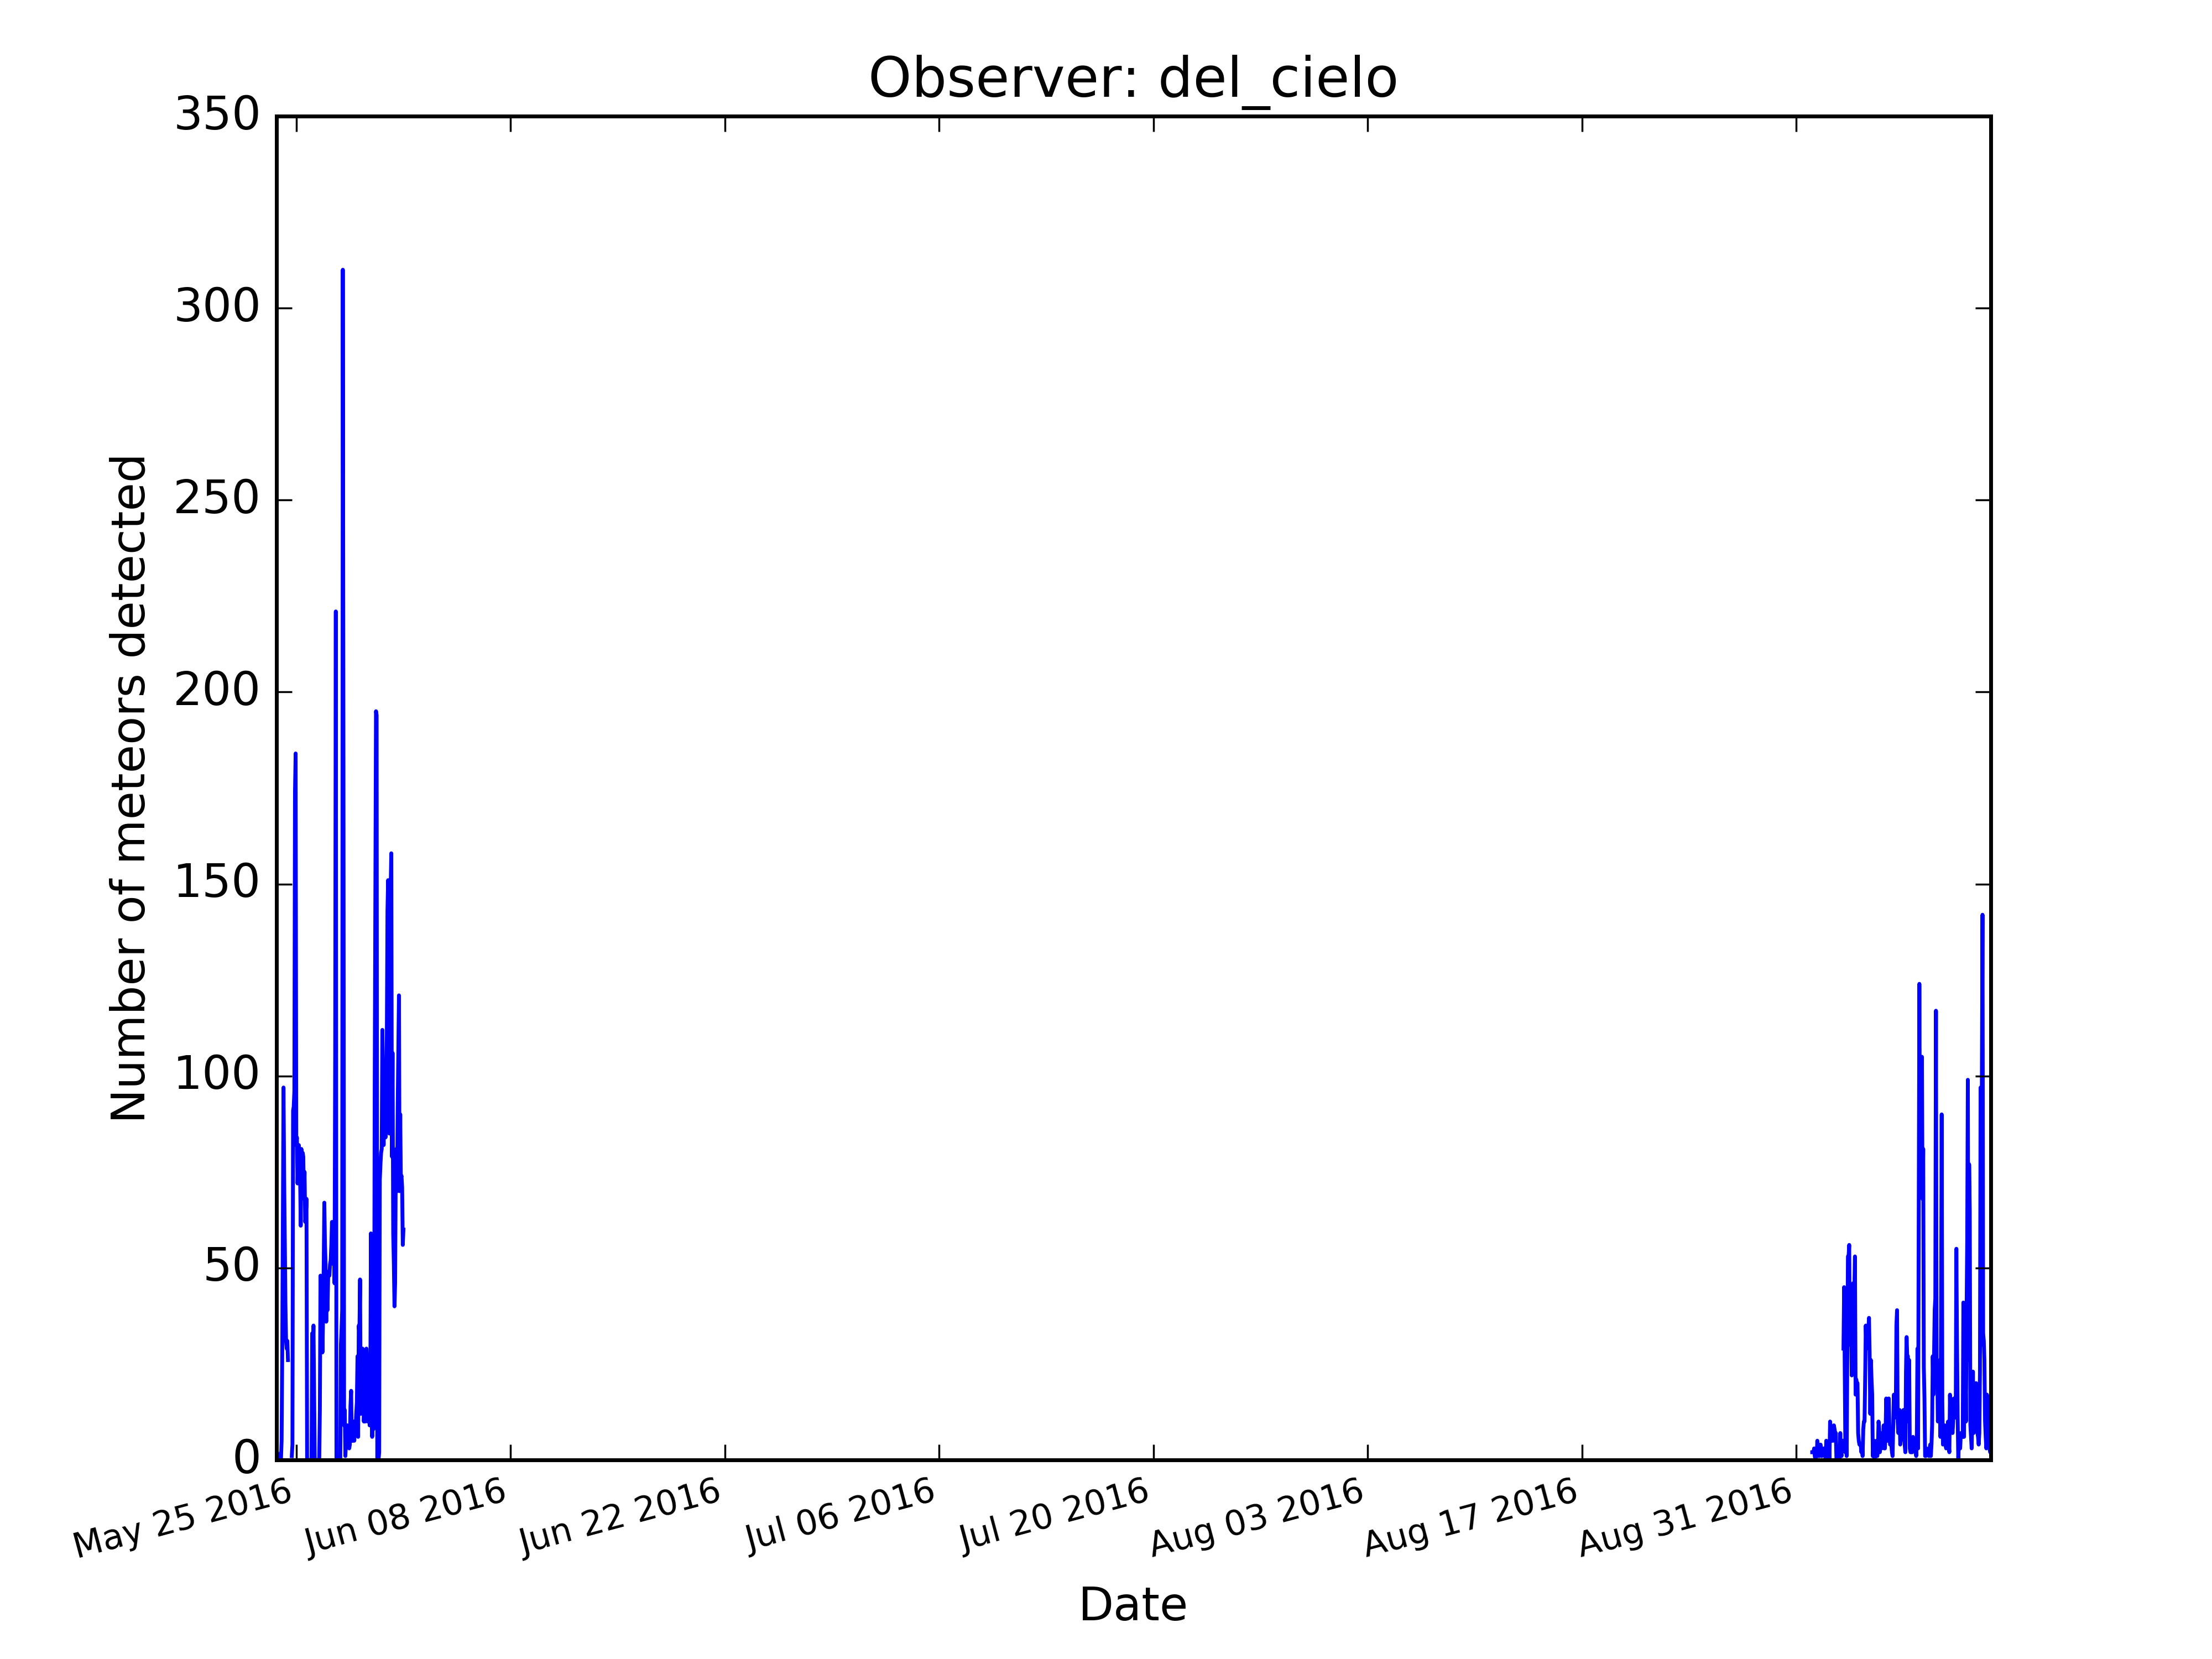 Observer: del_cielo
350
300
250
200
150
100
50
0
Number of meteors detected
May 25 2016
Jun 08 2016
Jun 22 2016
Jul 06 2016
Jul 20 2016
Aug 03 2016
Aug 17 2016
Aug 31 2016
Date